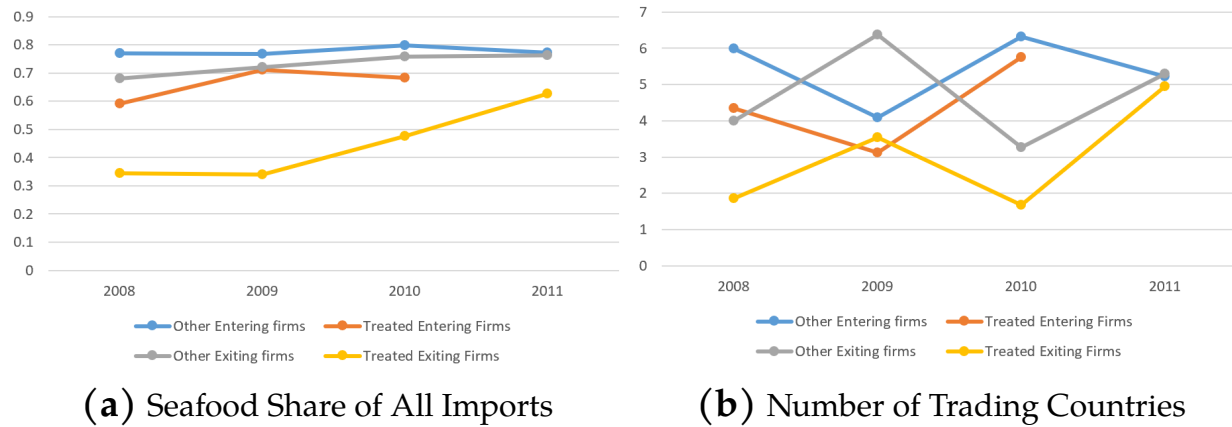 0.9
0.8
0.7
0.6
0.5
0.4
0.3
0.2
0.1
0
2008 2009 2010 2011
Other Entering firms Treated Entering Firms
Other Exiting firms Treated Exiting Firms
(a) Seafood Share of All Imports
7
6
5
4
3
2
1
0
2008 2009 2010 2011
Other Entering firms Treated Entering Firms
Other Exiting firms Treated Exiting Firms
(b) Number of Trading Countries